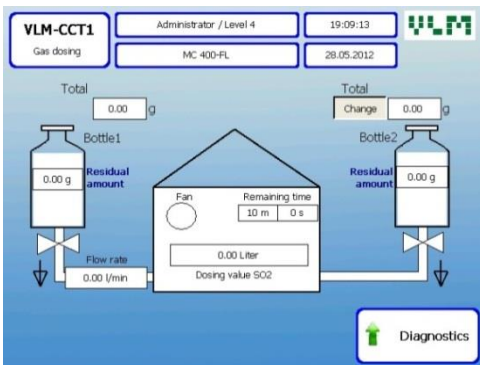 VLM-CCT1
Gas dosing
Administrator / Level 4
19:09:13
VLM
MC 400-FL
28.05.2012
Total
0.00 g
Bottle1
0.00 g
Residual
amount
Total
Change
0.00 g
Bottle2
Residual
amount
0.00 g
Fan
Remaining time
10 m
0 s
0.00 Liter
Dosing value SO2
Flow rate
0.00 l/min
Diagnostics